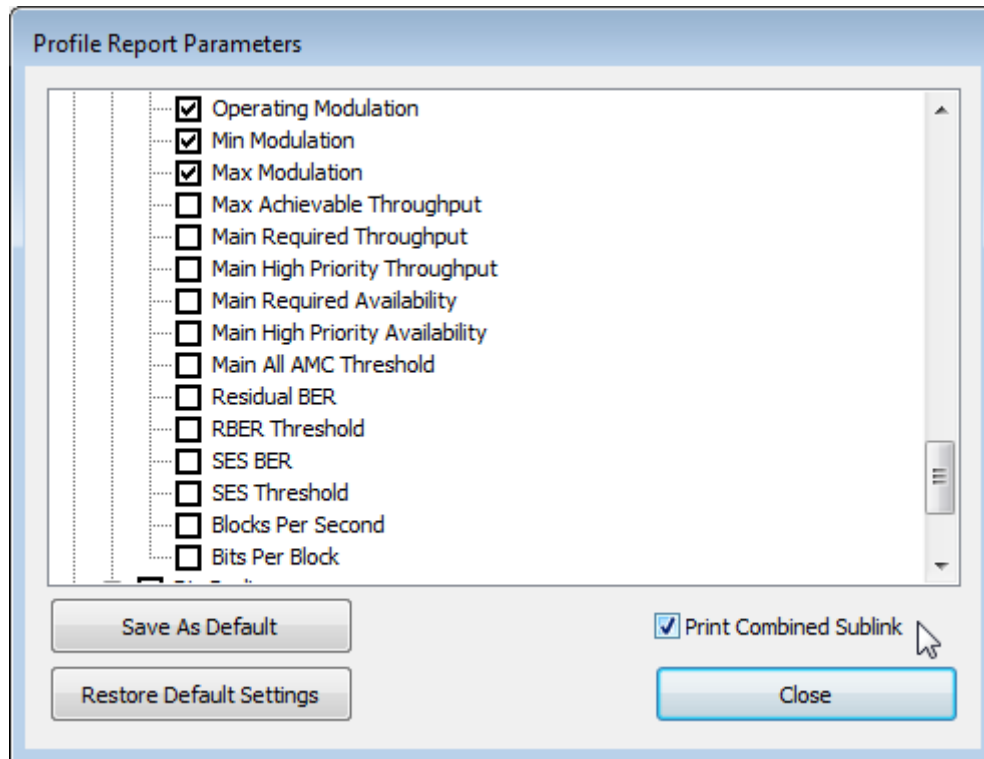 Profile Report Parameters
Operating Modulation
Min Modulation
Max Modulation
Max Achievable Throughput
Main Required Throughput
Main High Priority Throughput
Main Required Availability
Main High Priority Availability
Main All AMC Threshold
Residual BER
RBER Threshold
SES BER
SES Threshold
Blocks Per Second
Bits Per Block
Save As Default
Print Combined Sublink
Restore Default Settings
Close